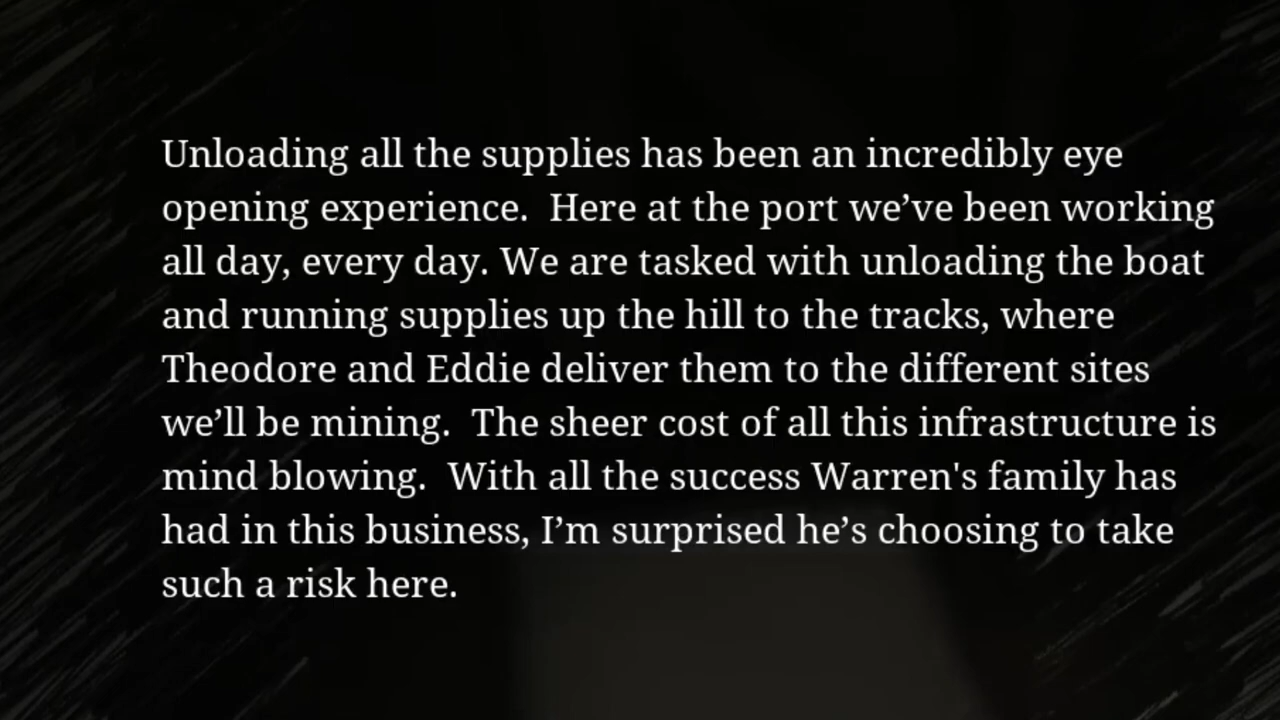 Unloading all the supplies has been an incredibly eye
opening experience.  Here at the port we’ve been working
all day, every day. We are tasked with unloading the boat
and running supplies up the hill to the tracks, where
Theodore and Eddie deliver them to the different sites
we’ll be mining.  The sheer cost of all this infrastructure is
mind blowing.  With all the success Warren's family has
had in this business, I’m surprised he’s choosing to take
such a risk here.